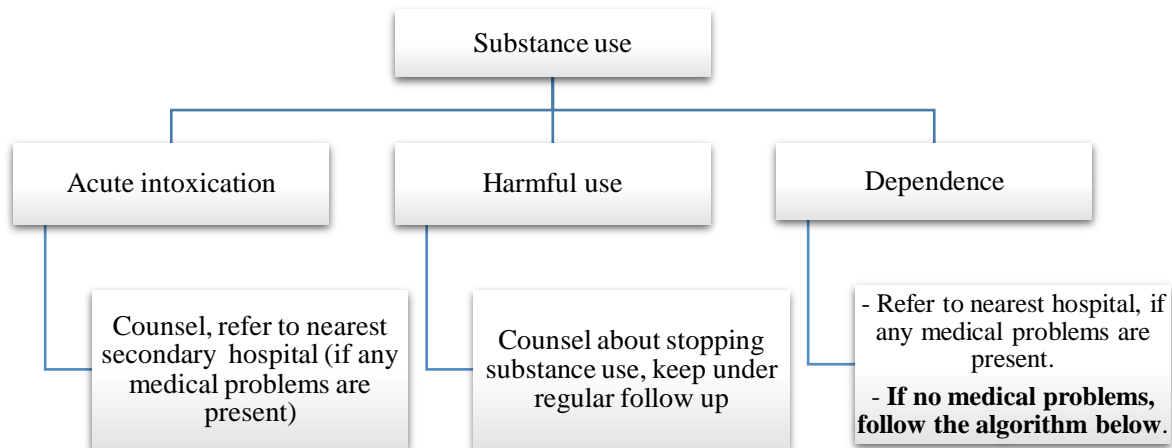 Substance use
Acute intoxication
Harmful use
Dependence
Counsel, refer to nearest
secondary hospital (if any
medical problems are
present)
Counsel about stopping
substance use, keep under
regular follow up
- Refer to nearest hospital, if
any medical problems are
present.
- If no medical problems,
follow the algorithm below.